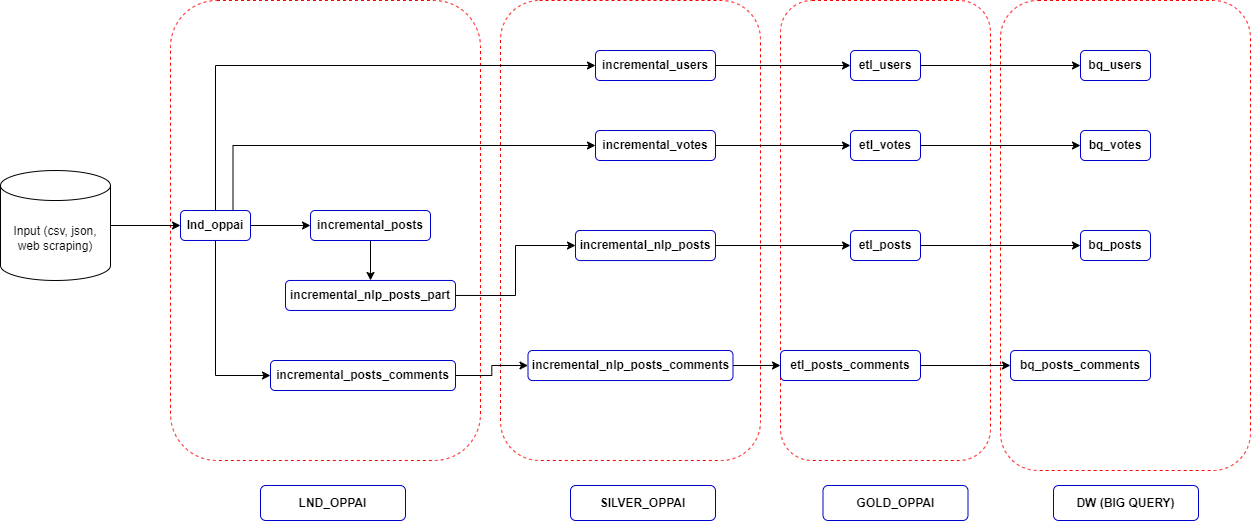 incremental_users
etl_users
bq_users
incremental_votes
etl_votes
bq_votes
Input (csv, json,
web scraping)
lnd_oppai
incremental_posts
incremental_nlp_posts
etl_posts
bq_posts
incremental_nlp_posts_part
incremental_posts_comments
incremental_nlp_posts_comments
etl_posts_comments
bq_posts_comments
LND_OPPAI
SILVER_OPPAI
GOLD_OPPAI
DW (BIG QUERY)